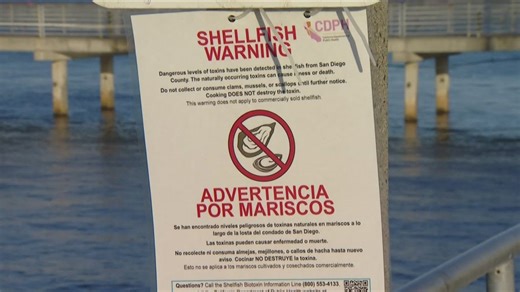 SHELLFISH
WARNING
CDPH
Dangerous levels of toxins have been detected in shellfish from San Diego
County. The naturally occurring toxins can cause illness or death.
Do not collect or consume clams, mussels, or scallops until further notice.
Cooking DOES NOT destroy the toxin.
This warning does not apply to commercially sold shellfish.
ADVERTENCIA
POR MARISCOS
Se han encontrado niveles peligrosos de toxinas naturales en mariscos a lo
largo de la costa del condado de San Diego.
Las toxinas pueden causar enfermedad o muerte.
No recolecte ni consuma almejas, mejillones, o callos de hacha hasta nuevo
aviso. Cocinar NO DESTRUYE la toxina.
Esto no se aplica a los mariscos cultivados y cosechados comercialmente.
Questions? Call the Shellfish Biotoxin Information Line (800) 553-4133.